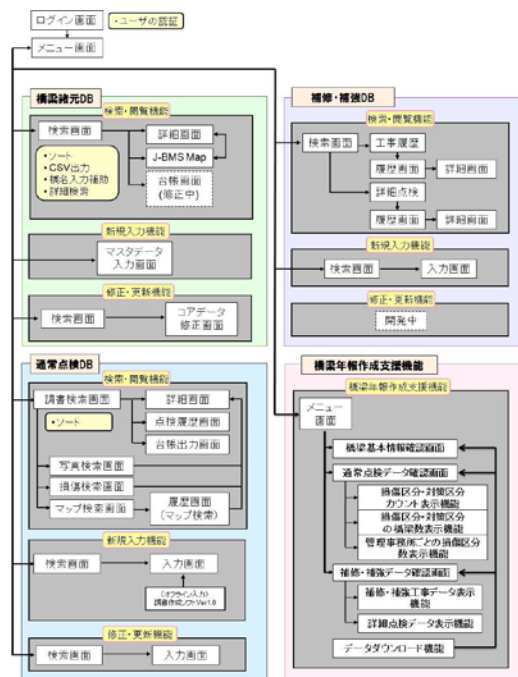 ログイン画面
・ユーザの認証
メニュー画面
橋梁諸元DB
検索・閲覧機能
検索画面
・ソート
・CSV出力
・橋名入力補助
・詳細検索
詳細画面
J-BMS Map
台帳画面
(修正中)
新規入力機能
マスタデータ
入力画面
修正・更新機能
検索画面
コアデータ
修正画面
補修・補強DB
検索・閲覧機能
検索画面
工事履歴
履歴画面
詳細画面
詳細点検
履歴画面
詳細画面
新規入力機能
検索画面
入力画面
修正・更新機能
開発中
通常点検DB
検索・閲覧機能
調書検索画面
・ソート
詳細画面
点検履歴画面
台帳出力画面
写真検索画面
損傷検索画面
マップ検索画面
履歴画面
(マップ検索)
新規入力機能
検索画面
入力画面
(オフライン入力)
調書作成ソフトVer1.0
修正・更新機能
検索画面
入力画面
橋梁年報作成支援機能
橋梁年報作成支援機能
メニュー
画面
橋梁基本情報確認画面
通常点検データ確認画面
損傷区分・対策区分
カウント表示機能
損傷区分・対策区分
の橋梁数表示機能
管理事務所ごとの損傷区分
数表示機能
補修・補強データ確認画面
補修・補強工事データ表示
機能
詳細点検データ表示機能
データダウンロード機能